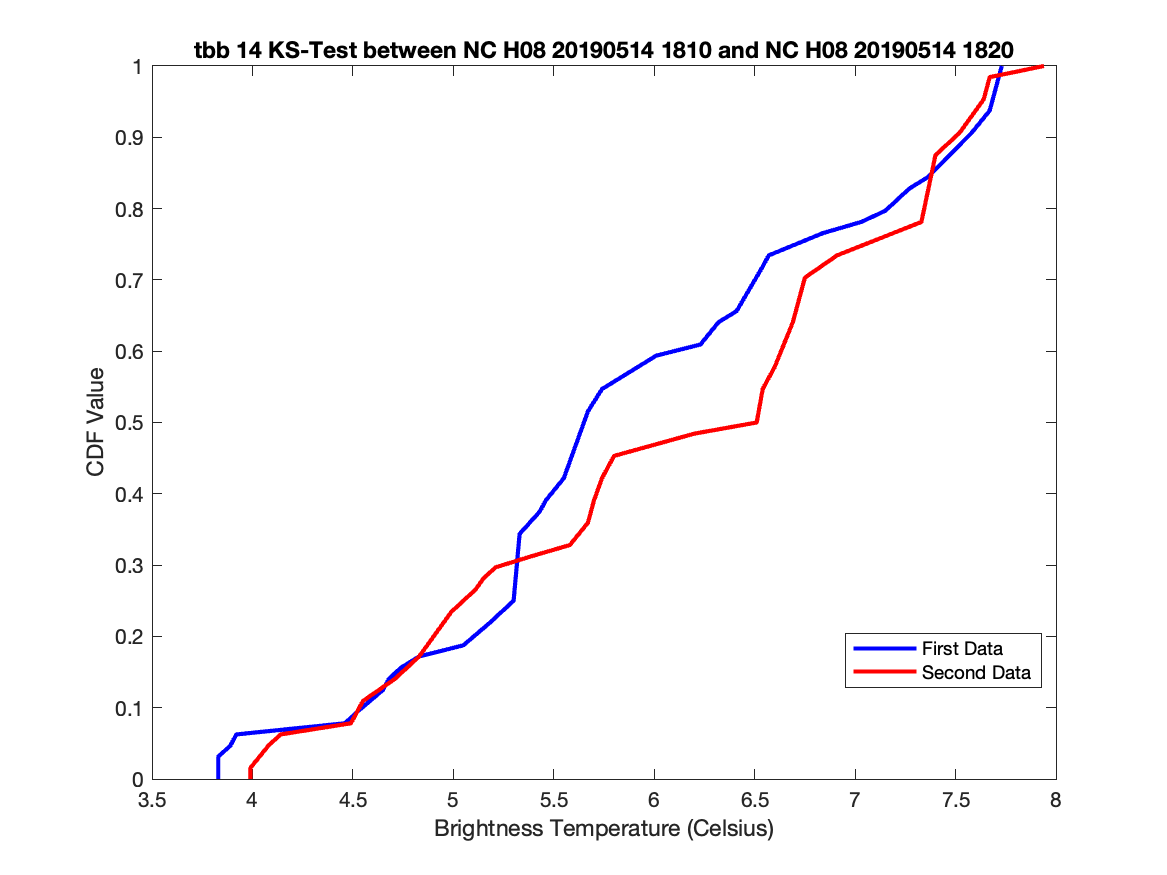 tbb 14 KS-Test between NC H08 20190514 1810 and NC H08 20190514 1820
1
0.9
0.8
0.7
0.6
0.5
0.4
0.3
0.2
0.1
0
CDF Value
First Data
Second Data
3.5 4 4.5 5 5.5 6 6.5 7 7.5 8
Brightness Temperature (Celsius)